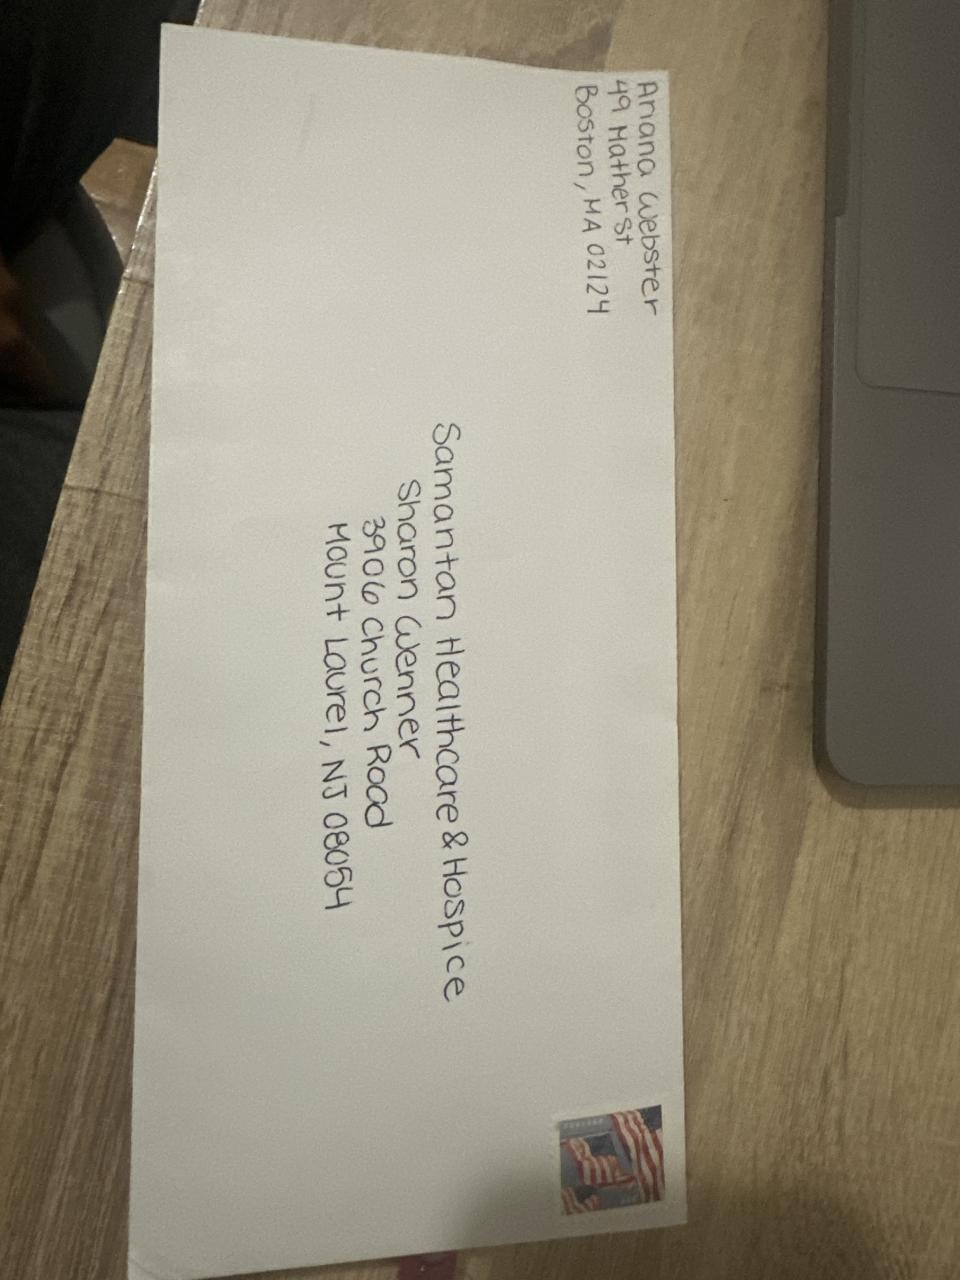 Ariana Webster
49 Mather St
Boston, MA 02124
Samaritan Healthcare & Hospice
Sharon Wenner
3906 Church Road
Mount Laurel, NJ 08054